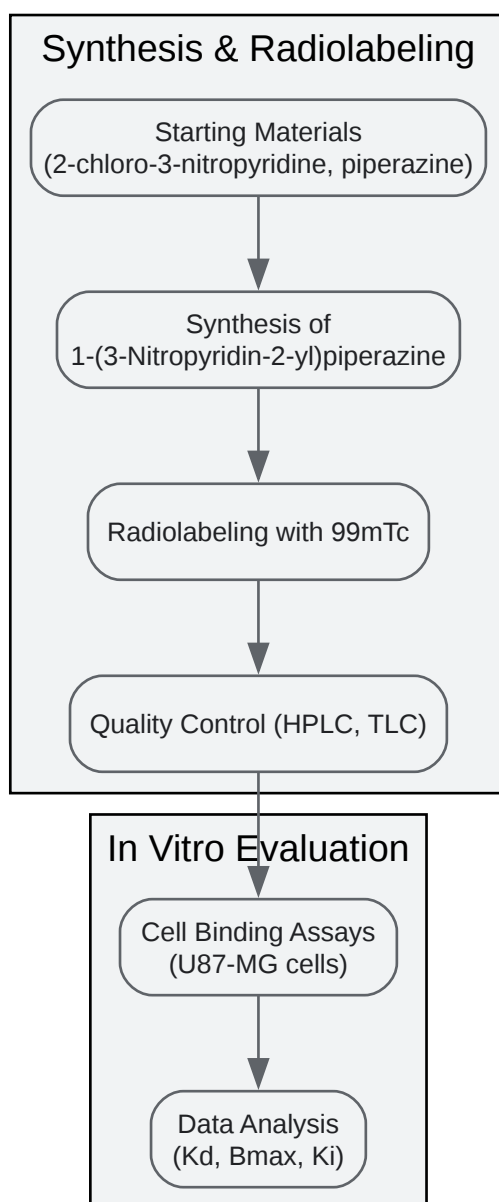 Synthesis & Radiolabeling
Starting Materials
(2-chloro-3-nitropyridine, piperazine)
Synthesis of
1-(3-Nitropyridin-2-yl)piperazine
Radiolabeling with 99mTc
Quality Control (HPLC, TLC)
In Vitro Evaluation
Cell Binding Assays
(U87-MG cells)
Data Analysis
(Kd, Bmax, Ki)